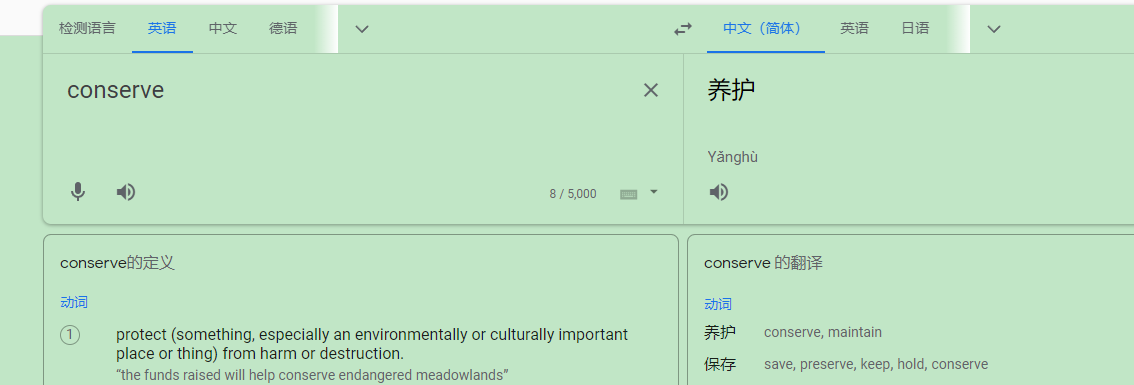 检测语言 英语 中文 德语 中文（简体） 英语 日语
conserve
养护
Yǎnghù
8 / 5,000
conserve的定义
动词
1 protect (something, especially an environmentally or culturally important
place or thing) from harm or destruction.
“the funds raised will help conserve endangered meadowlands”
conserve 的翻译
动词
养护 conserve, maintain
保存 save, preserve, keep, hold, conserve